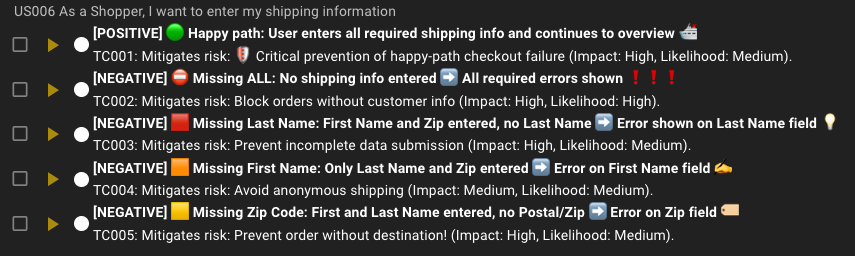 US006 As a Shopper, I want to enter my shipping information
[POSITIVE] 🟢 Happy path: User enters all required shipping info and continues to overview 🚢
TC001: Mitigates risk: 🛡️ Critical prevention of happy-path checkout failure (Impact: High, Likelihood: Medium).
[NEGATIVE] ⛔ Missing ALL: No shipping info entered ➡️ All required errors shown ❗❗❗
TC002: Mitigates risk: Block orders without customer info (Impact: High, Likelihood: High).
[NEGATIVE] 🟥 Missing Last Name: First Name and Zip entered, no Last Name ➡️ Error shown on Last Name field 💡
TC003: Mitigates risk: Prevent incomplete data submission (Impact: High, Likelihood: Medium).
[NEGATIVE] 🟧 Missing First Name: Only Last Name and Zip entered ➡️ Error on First Name field ✍️
TC004: Mitigates risk: Avoid anonymous shipping (Impact: Medium, Likelihood: Medium).
[NEGATIVE] 🟨 Missing Zip Code: First and Last Name entered, no Postal/Zip ➡️ Error on Zip field 🏷️
TC005: Mitigates risk: Prevent order without destination! (Impact: High, Likelihood: Medium).